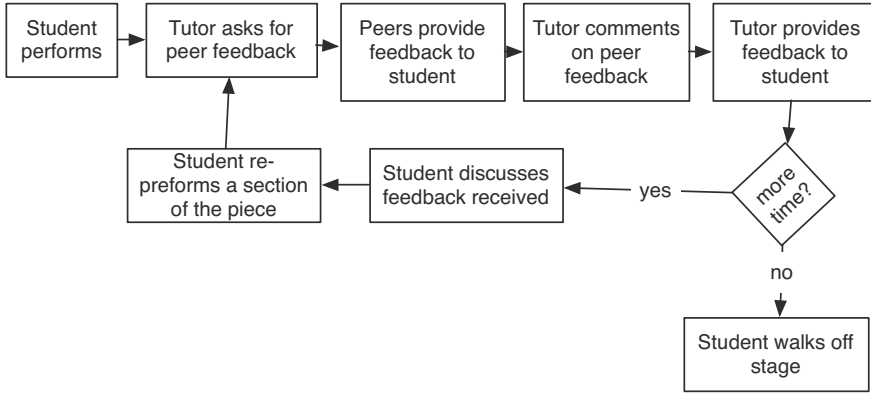 Student
performs
Tutor asks for
peer feedback
Peers provide
feedback to
student
Tutor comments
on peer
feedback
Tutor provides
feedback to
student
more
time?
yes
Student discusses
feedback received
Student re-
preforms a section
of the piece
no
Student walks off
stage